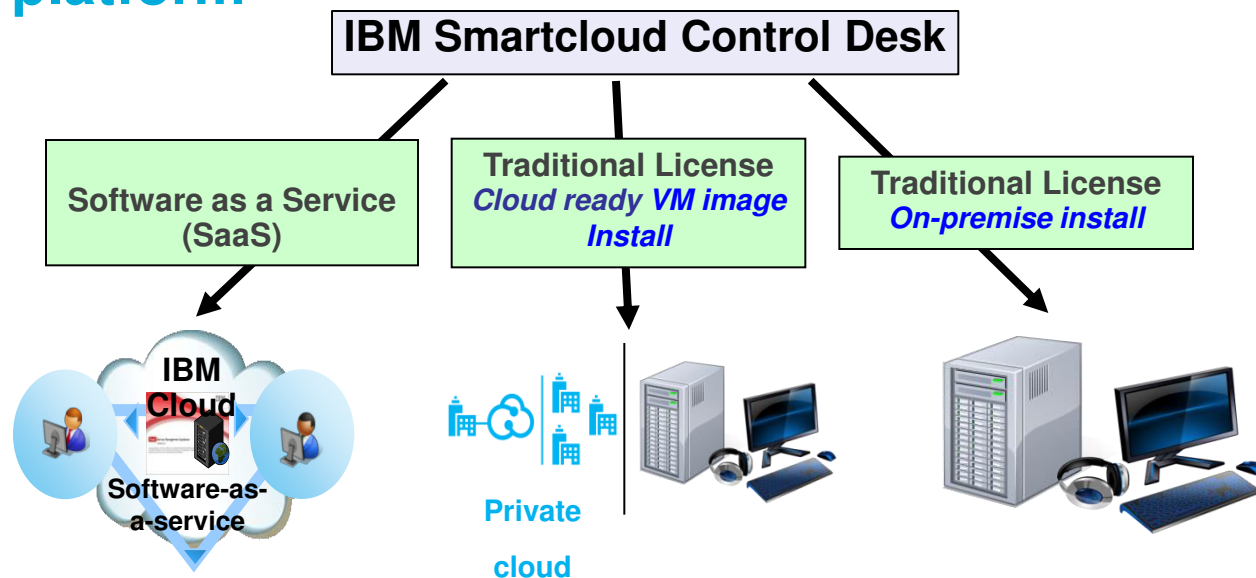 platform
IBM Smartcloud Control Desk
Software as a Service
(SaaS)
Traditional License
Cloud ready VM image
Install
Traditional License
On-premise install
IBM
Cloud
Software-as-
a-service
Private
cloud